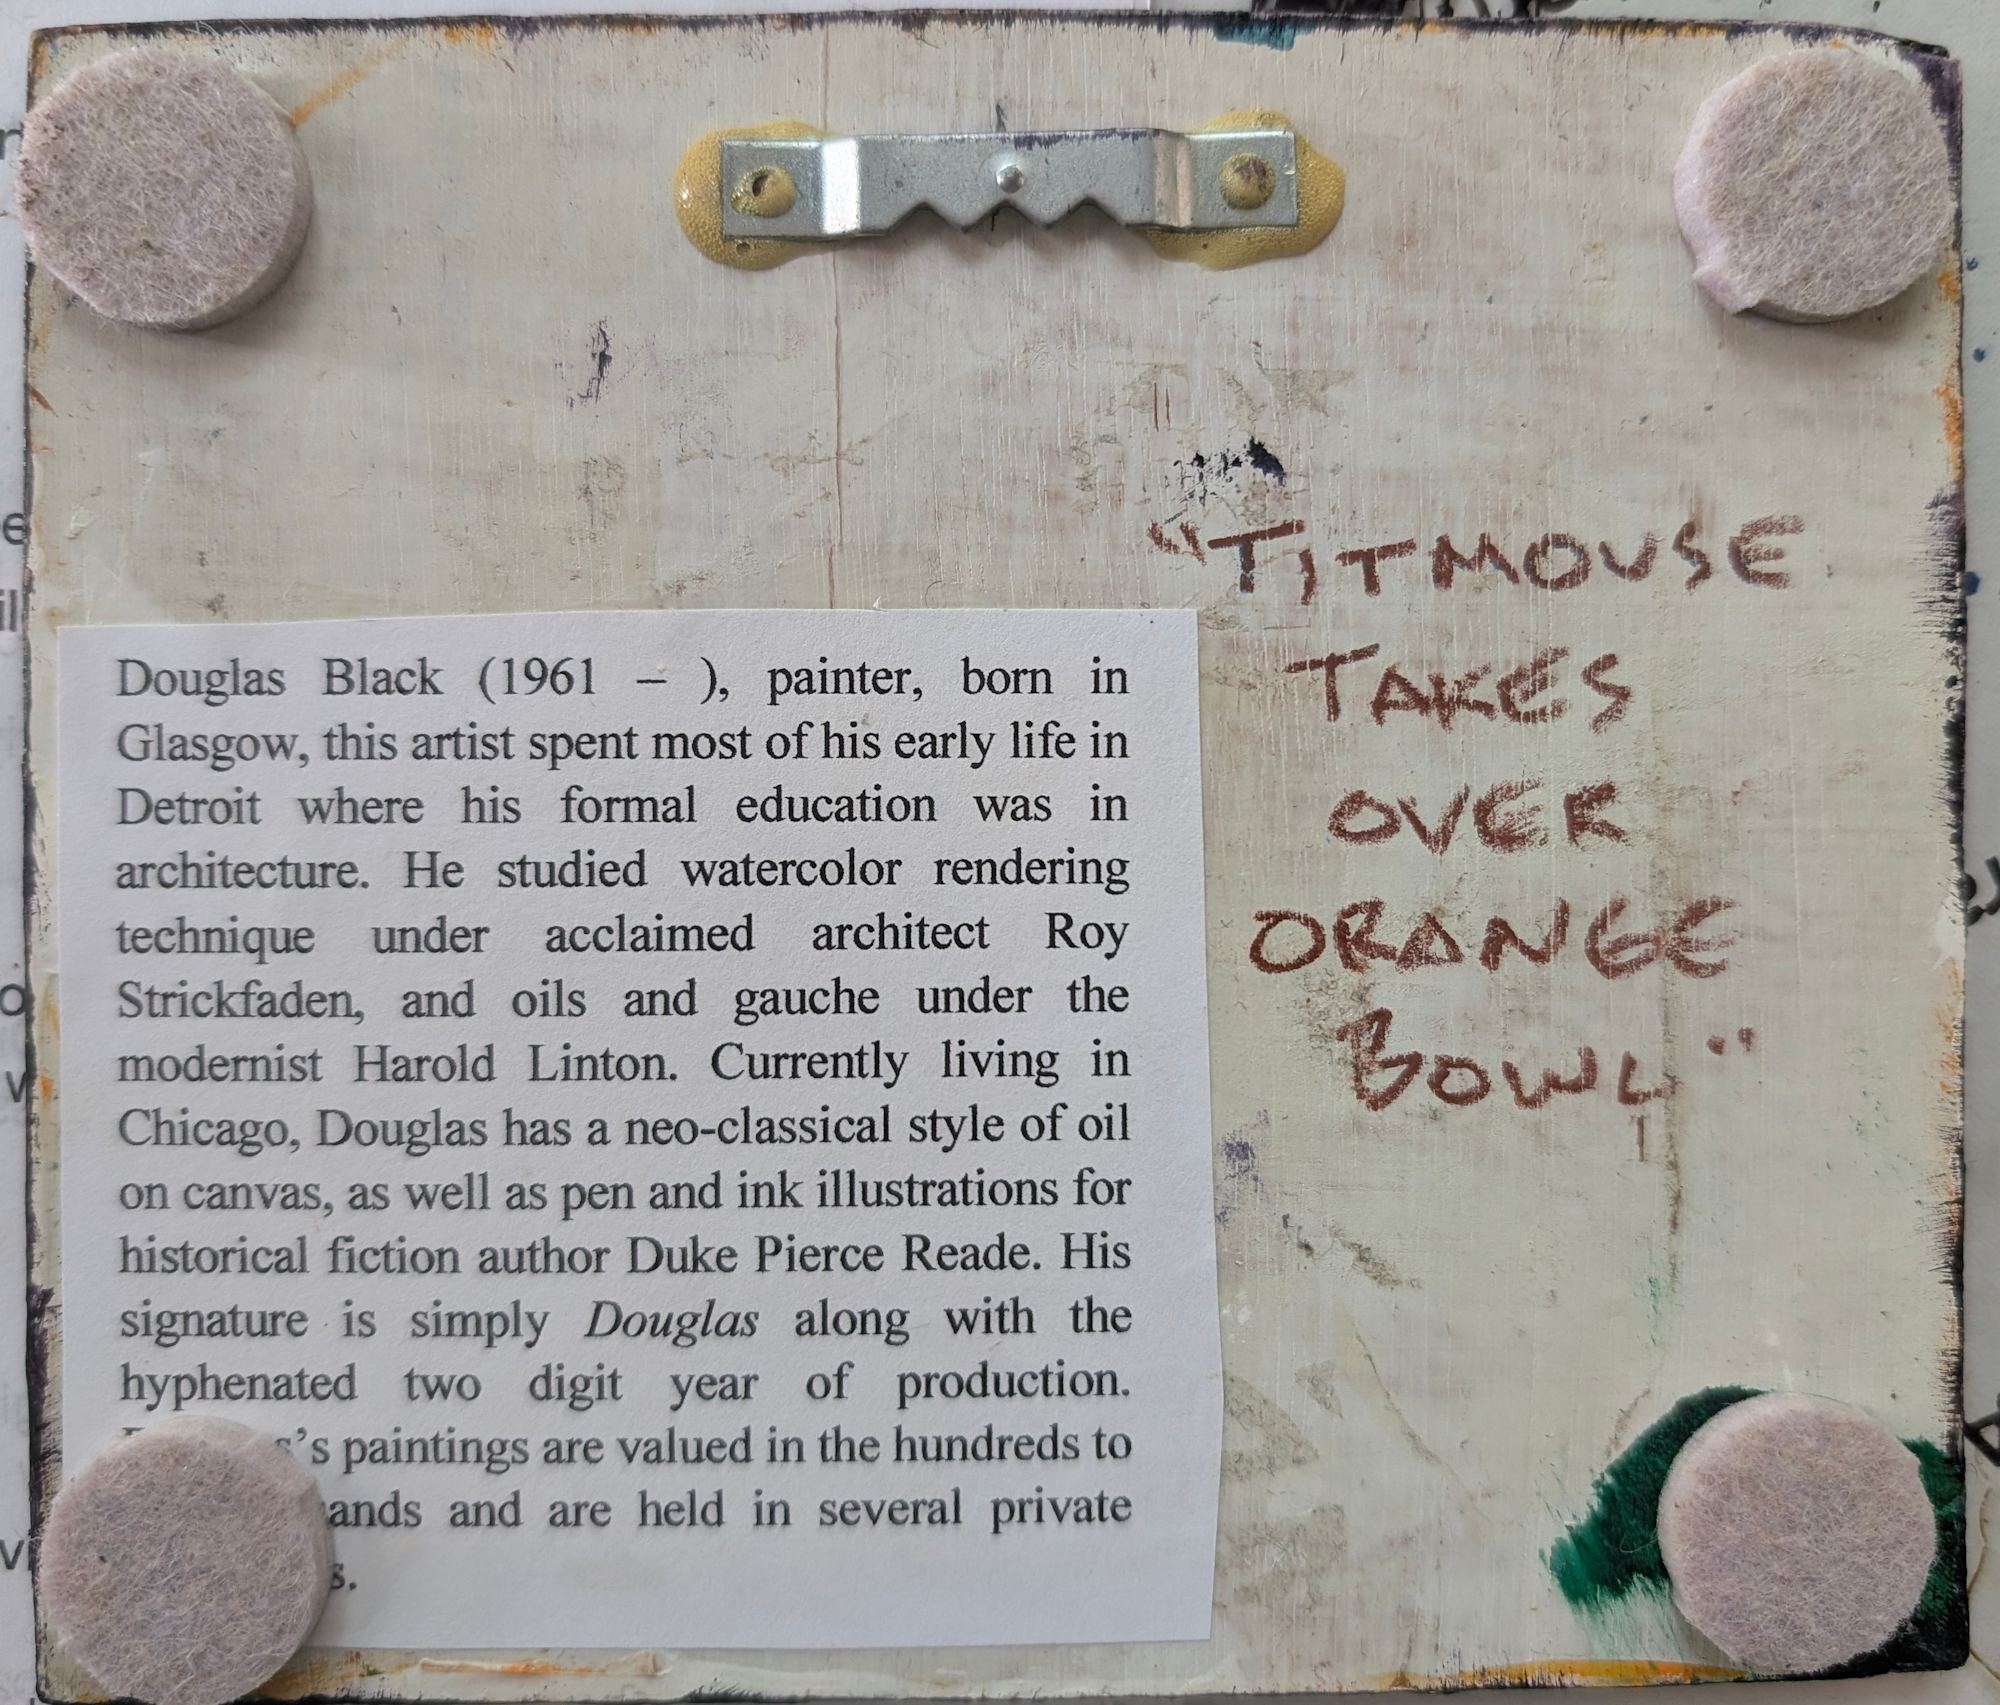 "TITMOUSE
TAKES
OVER
ORANGE
BOWL"
Douglas Black (1961 – ), painter, born in
Glasgow, this artist spent most of his early life in
Detroit where his formal education was in
architecture. He studied watercolor rendering
technique under acclaimed architect Roy
Strickfaden, and oils and gauche under the
modernist Harold Linton. Currently living in
Chicago, Douglas has a neo-classical style of oil
on canvas, as well as pen and ink illustrations for
historical fiction author Duke Pierce Reade. His
signature is simply Douglas along with the
hyphenated two digit year of production.
paintings are valued in the hundreds to
and are held in several private